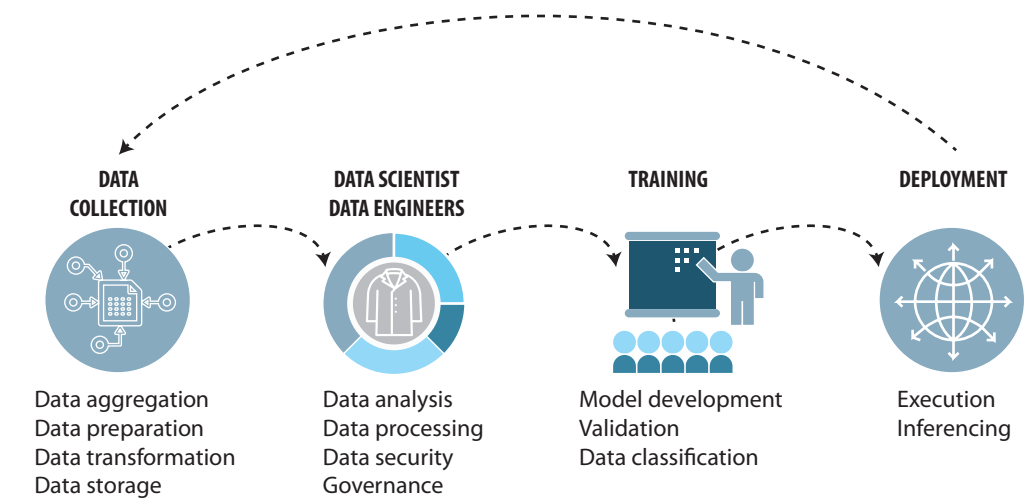 DATA
COLLECTION
DATA SCIENTIST
DATA ENGINEERS
TRAINING
DEPLOYMENT
Data aggregation
Data preparation
Data transformation
Data storage
Data analysis
Data processing
Data security
Governance
Model development
Validation
Data classification
Execution
Inferencing